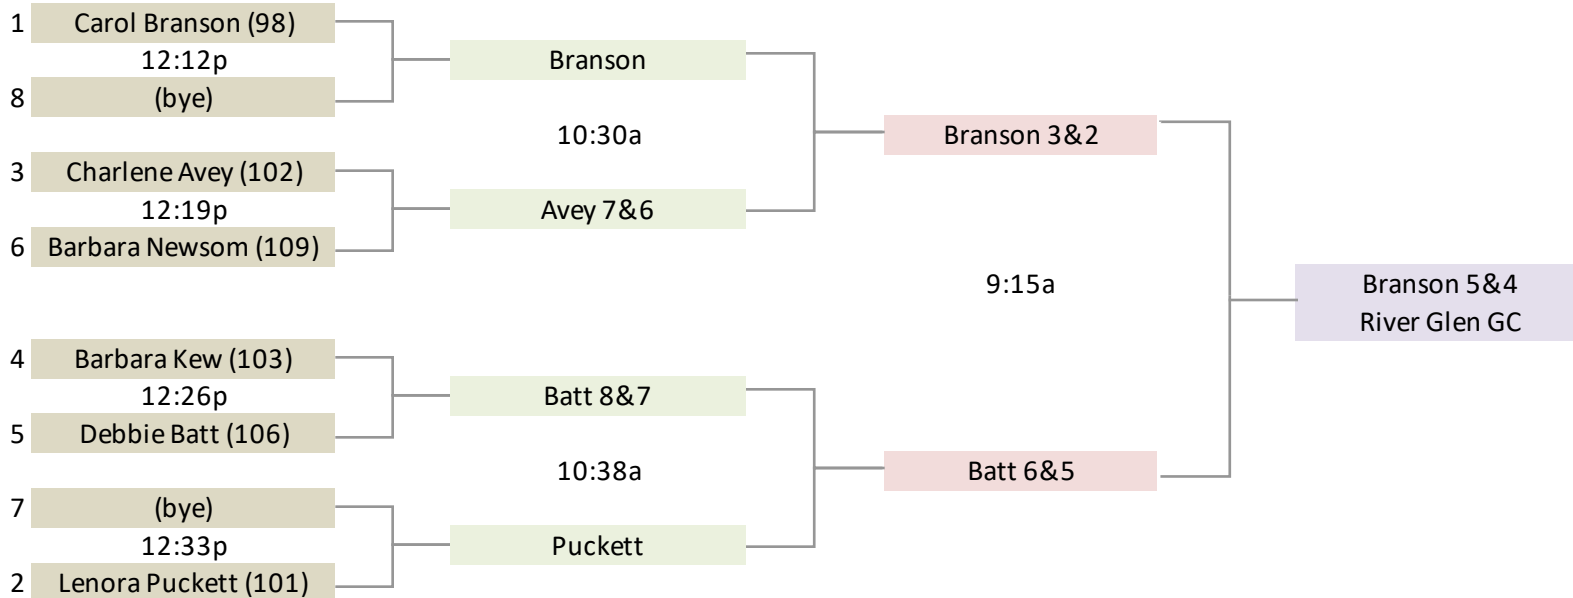 1 Carol Branson (98)
12:12p
8 (bye)
3 Charlene Avey (102)
12:19p
6 Barbara Newsom (109)
4 Barbara Kew (103)
12:26p
5 Debbie Batt (106)
7 (bye)
12:33p
2 Lenora Puckett (101)
Branson
10:30a
Avey 7&6
Batt 8&7
10:38a
Puckett
Branson 3&2
9:15a
Batt 6&5
Branson 5&4
River Glen GC